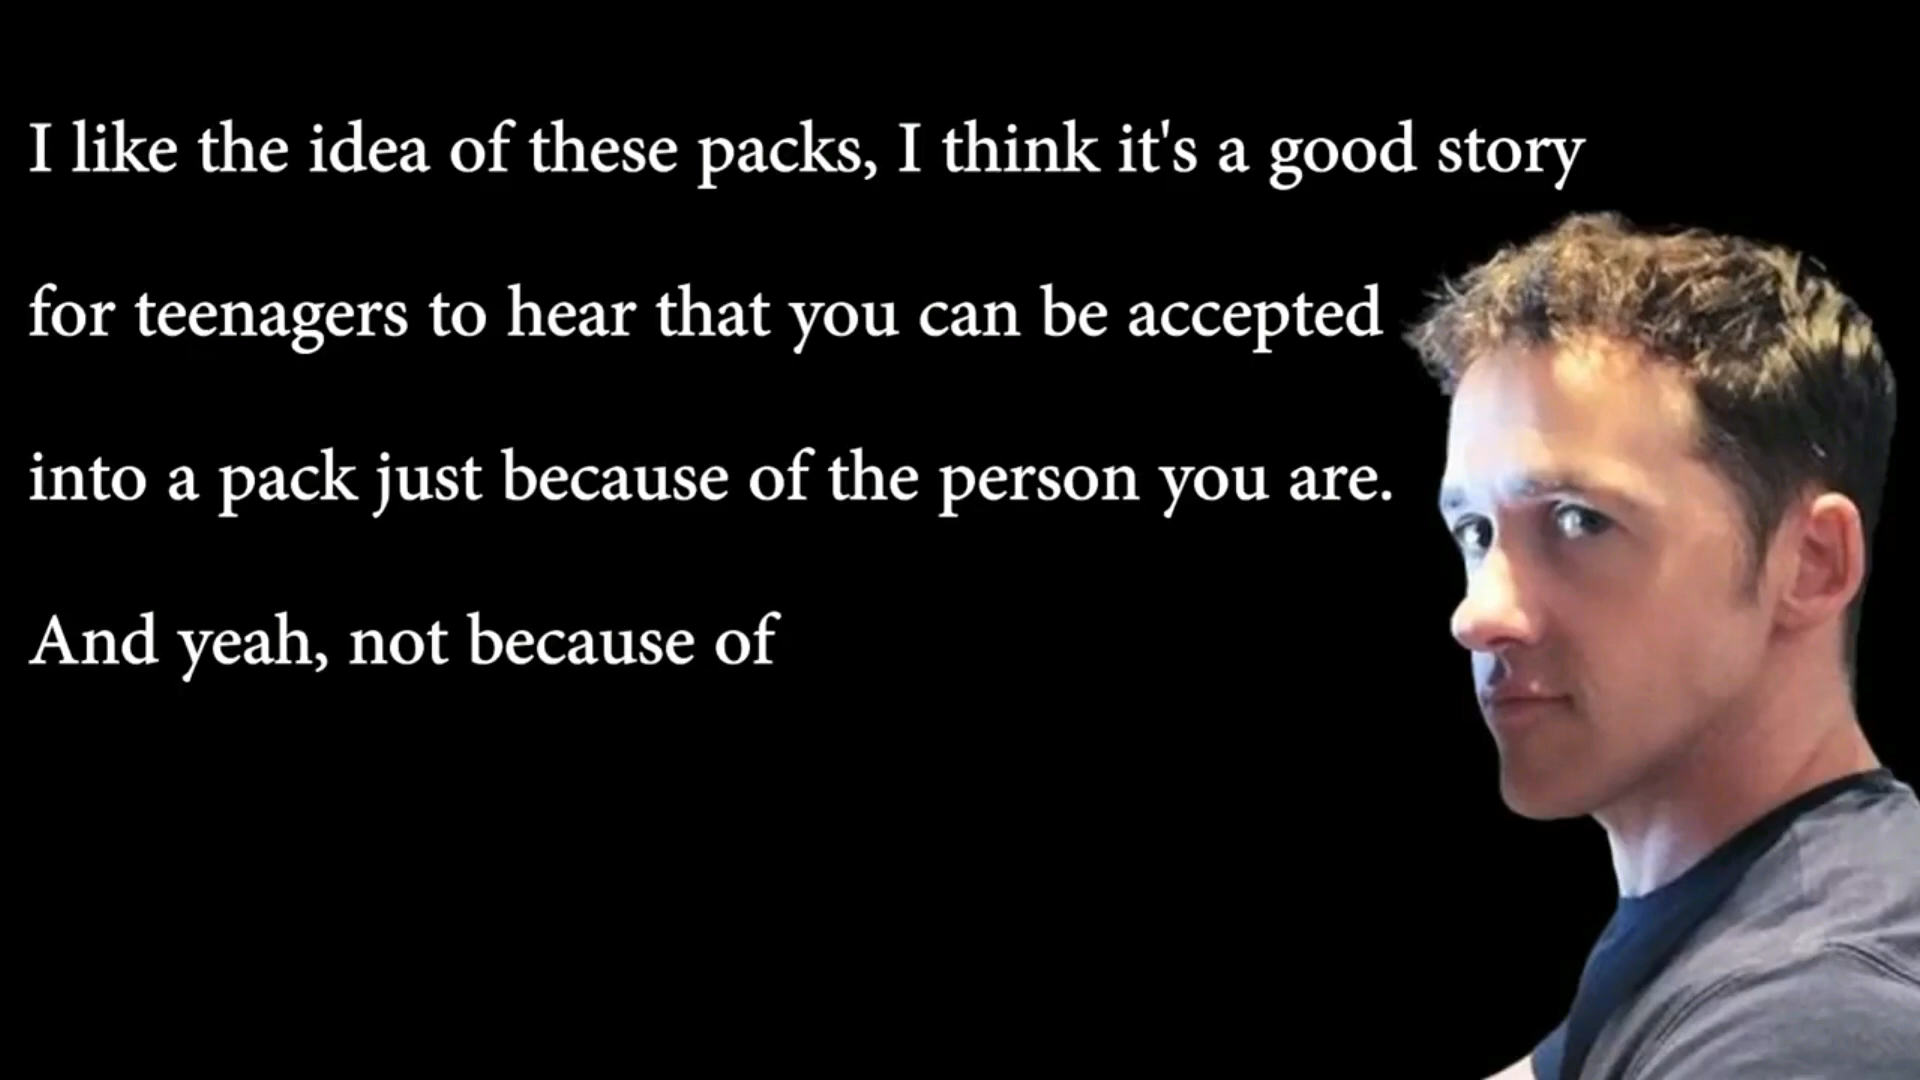 I like the idea of these packs, I think it's a good story
for teenagers to hear that you can be accepted
into a pack just because of the person you are.
And yeah, not because of